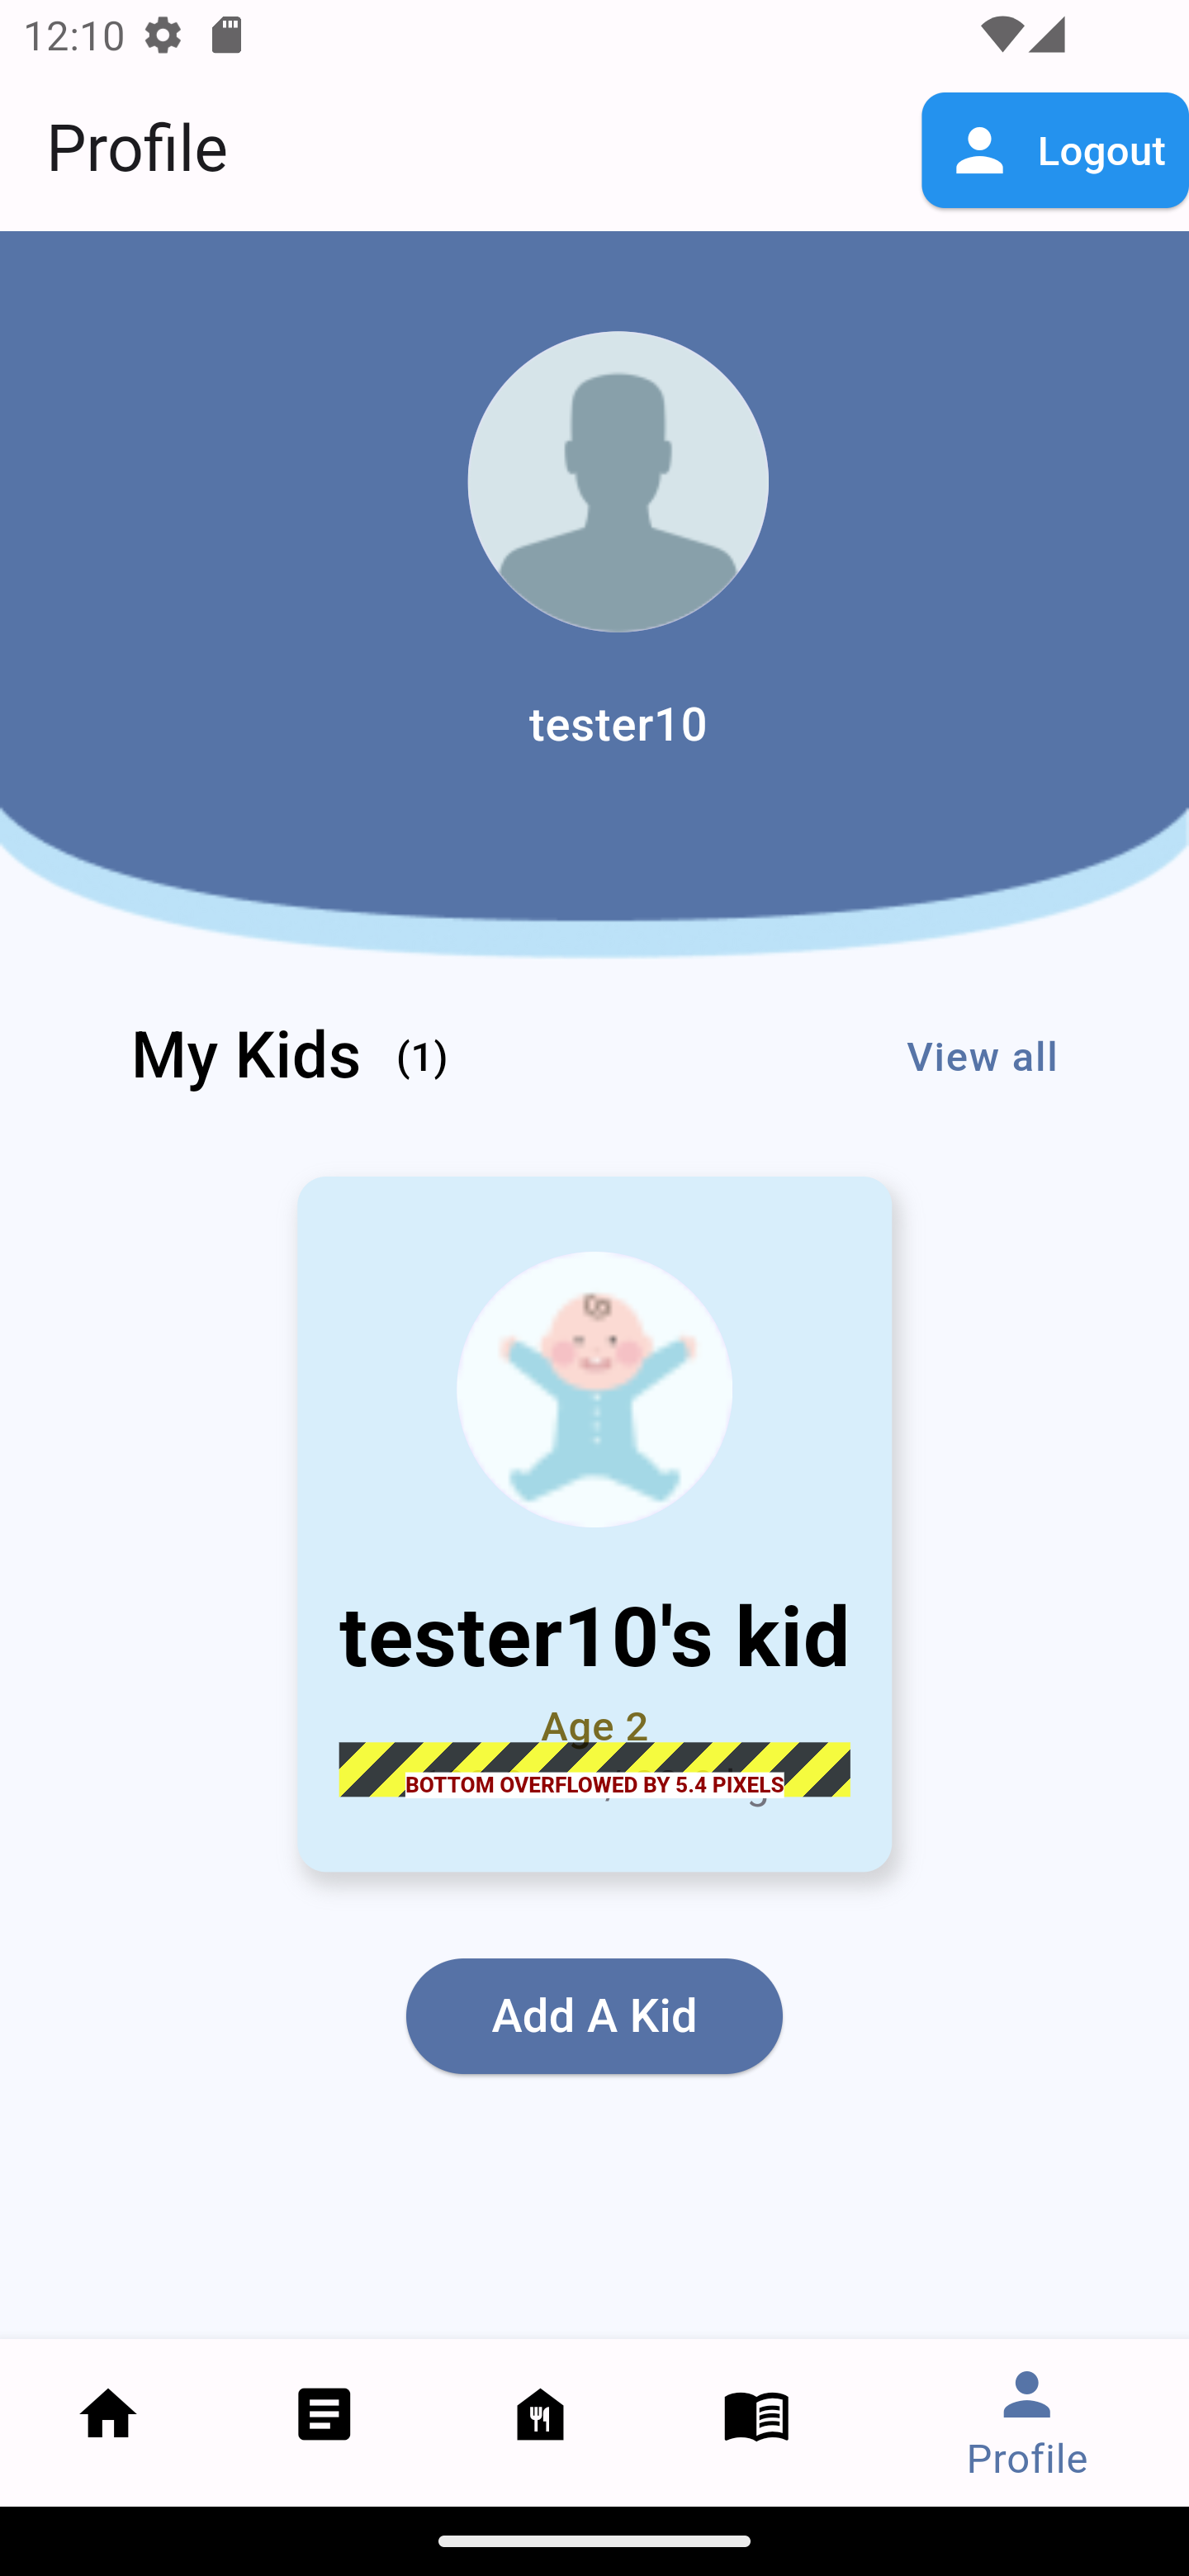 12:10
Profile
Logout
tester10
My Kids (1)
View all
tester10's kid
Age 2
BOTTOM OVERFLOWED BY 5.4 PIXELS
Add A Kid
Profile